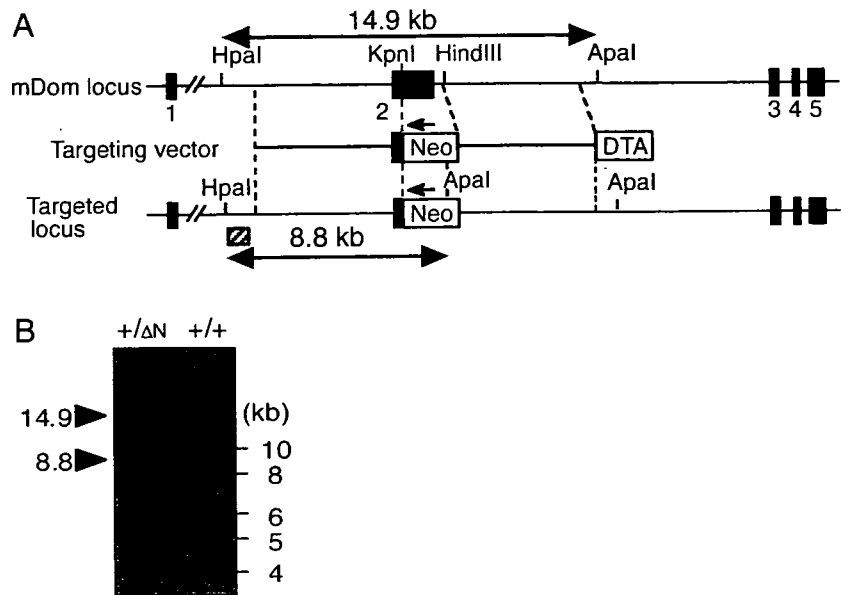 A
14.9 kb
HpaI KpnI HindIII ApaI
mDom locus
1 2 3 4 5
Targeting vector
Neo DTA
HpaI ApaI ApaI
Targeted locus
Neo
8.8 kb
B
+/ΔN +/+
14.9 (kb)
10
8.8
8
6
5
4